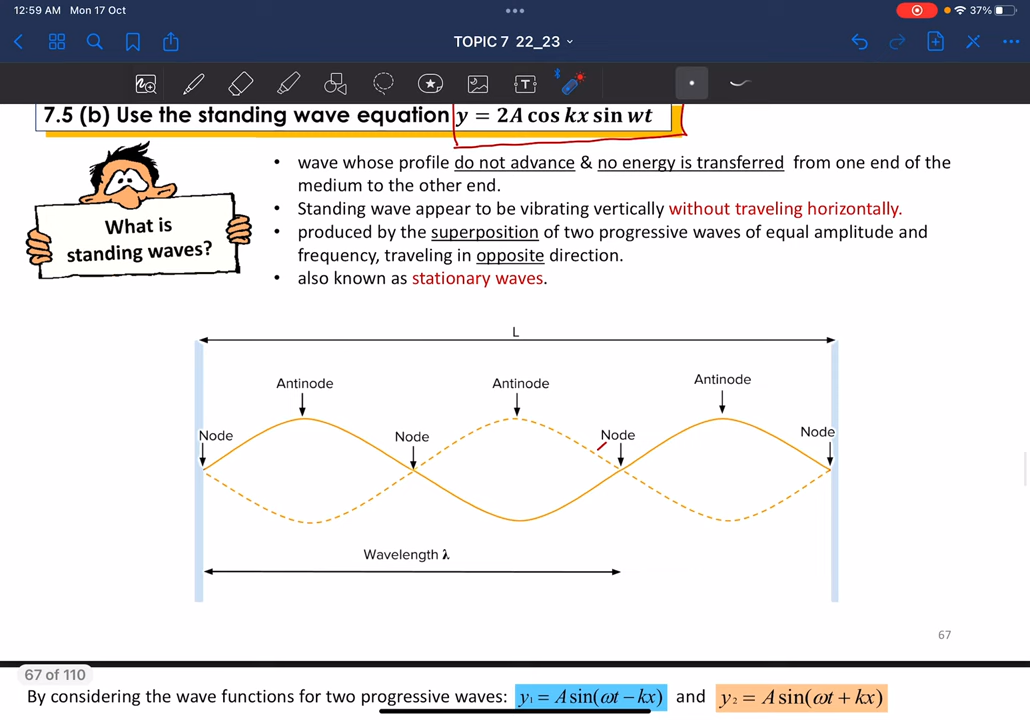 12:59 AM Mon 17 Oct
37%
TOPIC 7 22_23
7.5 (b) Use the standing wave equation y = 2A cos kx sin wt
What is
standing waves?
• wave whose profile do not advance & no energy is transferred from one end of the
medium to the other end.
• Standing wave appear to be vibrating vertically without traveling horizontally.
• produced by the superposition of two progressive waves of equal amplitude and
frequency, traveling in opposite direction.
• also known as stationary waves.
L
Antinode Antinode Antinode
Node Node Node Node
Wavelength λ
67
67 of 110
By considering the wave functions for two progressive waves: y₁ = A sin(ωt − kx) and y₂ = A sin(ωt + kx)